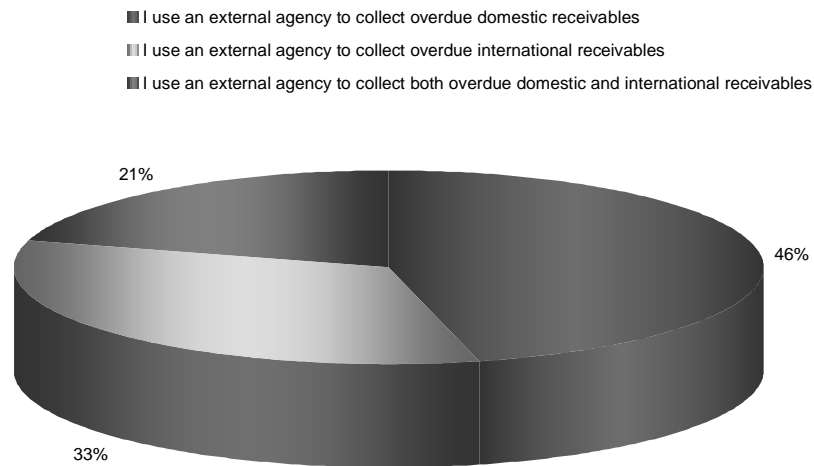 I use an external agency to collect overdue domestic receivables
I use an external agency to collect overdue international receivables
I use an external agency to collect both overdue domestic and international receivables
21%
46%
33%